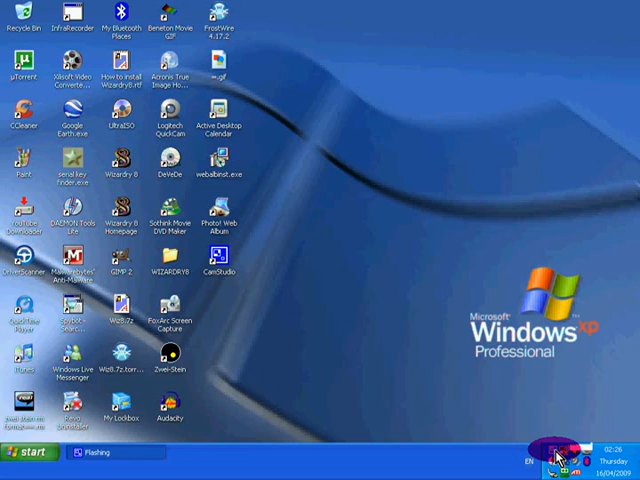 Recycle Bin
InfraRecorder
My Bluetooth
Places
Beneton Movie
GIF
FrostWire
4.17.2
µTorrent
Xilisoft Video
Converte...
How to install
Wizardry8.rtf
Acronis True
Image Ho...
CCleaner
Google
Earth.exe
UltraISO
Logitech
QuickCam
Active Desktop
Calendar
Paint
serial key
finder.exe
Wizardry 8
DeVeDe
webalbinst.exe
YouTube
Downloader
DAEMON Tools
Lite
Wizardry 8
Homepage
Sothink Movie
DVD Maker
Photo! Web
Album
DriverScanner
Malwarebytes'
Anti-Malware
GIMP 2
WIZARDRY8
CamStudio
QuickTime
Player
Spybot -
Searc...
Wiz8.7z
FoxArc Screen
Capture
iTunes
Windows Live
Messenger
Wiz8.7z.torr...
Zwei-Stein
Revo
Uninstaller
My Lockbox
Audacity
Microsoft
Windows xp
Professional
start
Flashing
EN
02:26
Thursday
16/04/2009